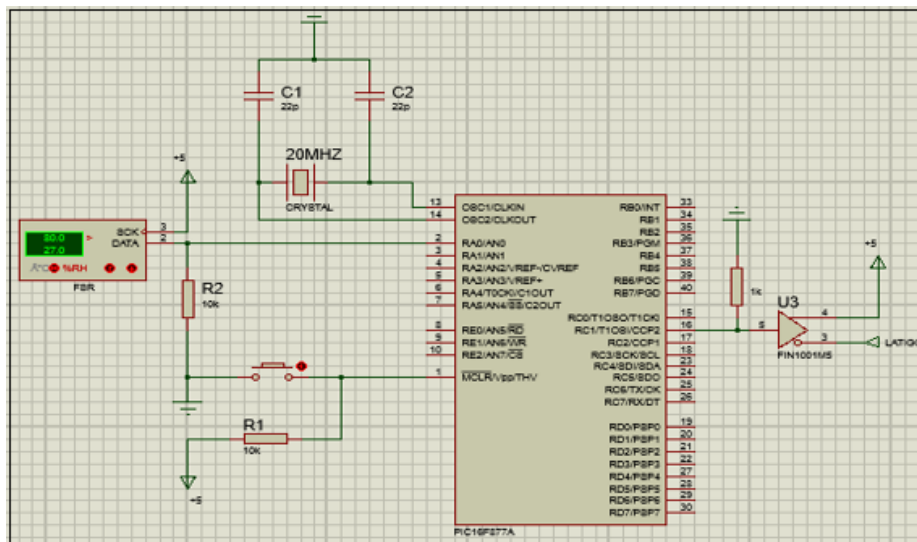 C1
22p
C2
22p
20MHZ
CRYSTAL
+5
SCK
3
DATA
2
80.0
27.0
%RH
FSR
R2
10k
R1
10k
+5
13
OSC1/CLKIN
14
OSC2/CLKOUT
2
RA0/AN0
3
RA1/AN1
4
RA2/AN2/VREF-/CVREF
5
RA3/AN3/VREF+
6
RA4/T0CKI/C1OUT
7
RA5/AN4/SS/C2OUT
8
RE0/AN5/RD
9
RE1/AN6/WR
10
RE2/AN7/CS
1
MCLR/Vpp/THV
RB0/INT
33
RB1
34
RB2
35
RB3/PGM
36
RB4
37
RB5
38
RB6/PGC
39
RB7/PGD
40
RC0/T1OSO/T1CKI
15
RC1/T1OSI/CCP2
16
RC2/CCP1
17
RC3/SCK/SCL
18
RC4/SDI/SDA
23
RC5/SDO
24
RC6/TX/CK
25
RC7/RX/DT
26
RD0/PSP0
19
RD1/PSP1
20
RD2/PSP2
21
RD3/PSP3
22
RD4/PSP4
27
RD5/PSP5
28
RD6/PSP6
29
RD7/PSP7
30
PIC16F877A
1k
+5
U3
4
5
3
FIN1001M5